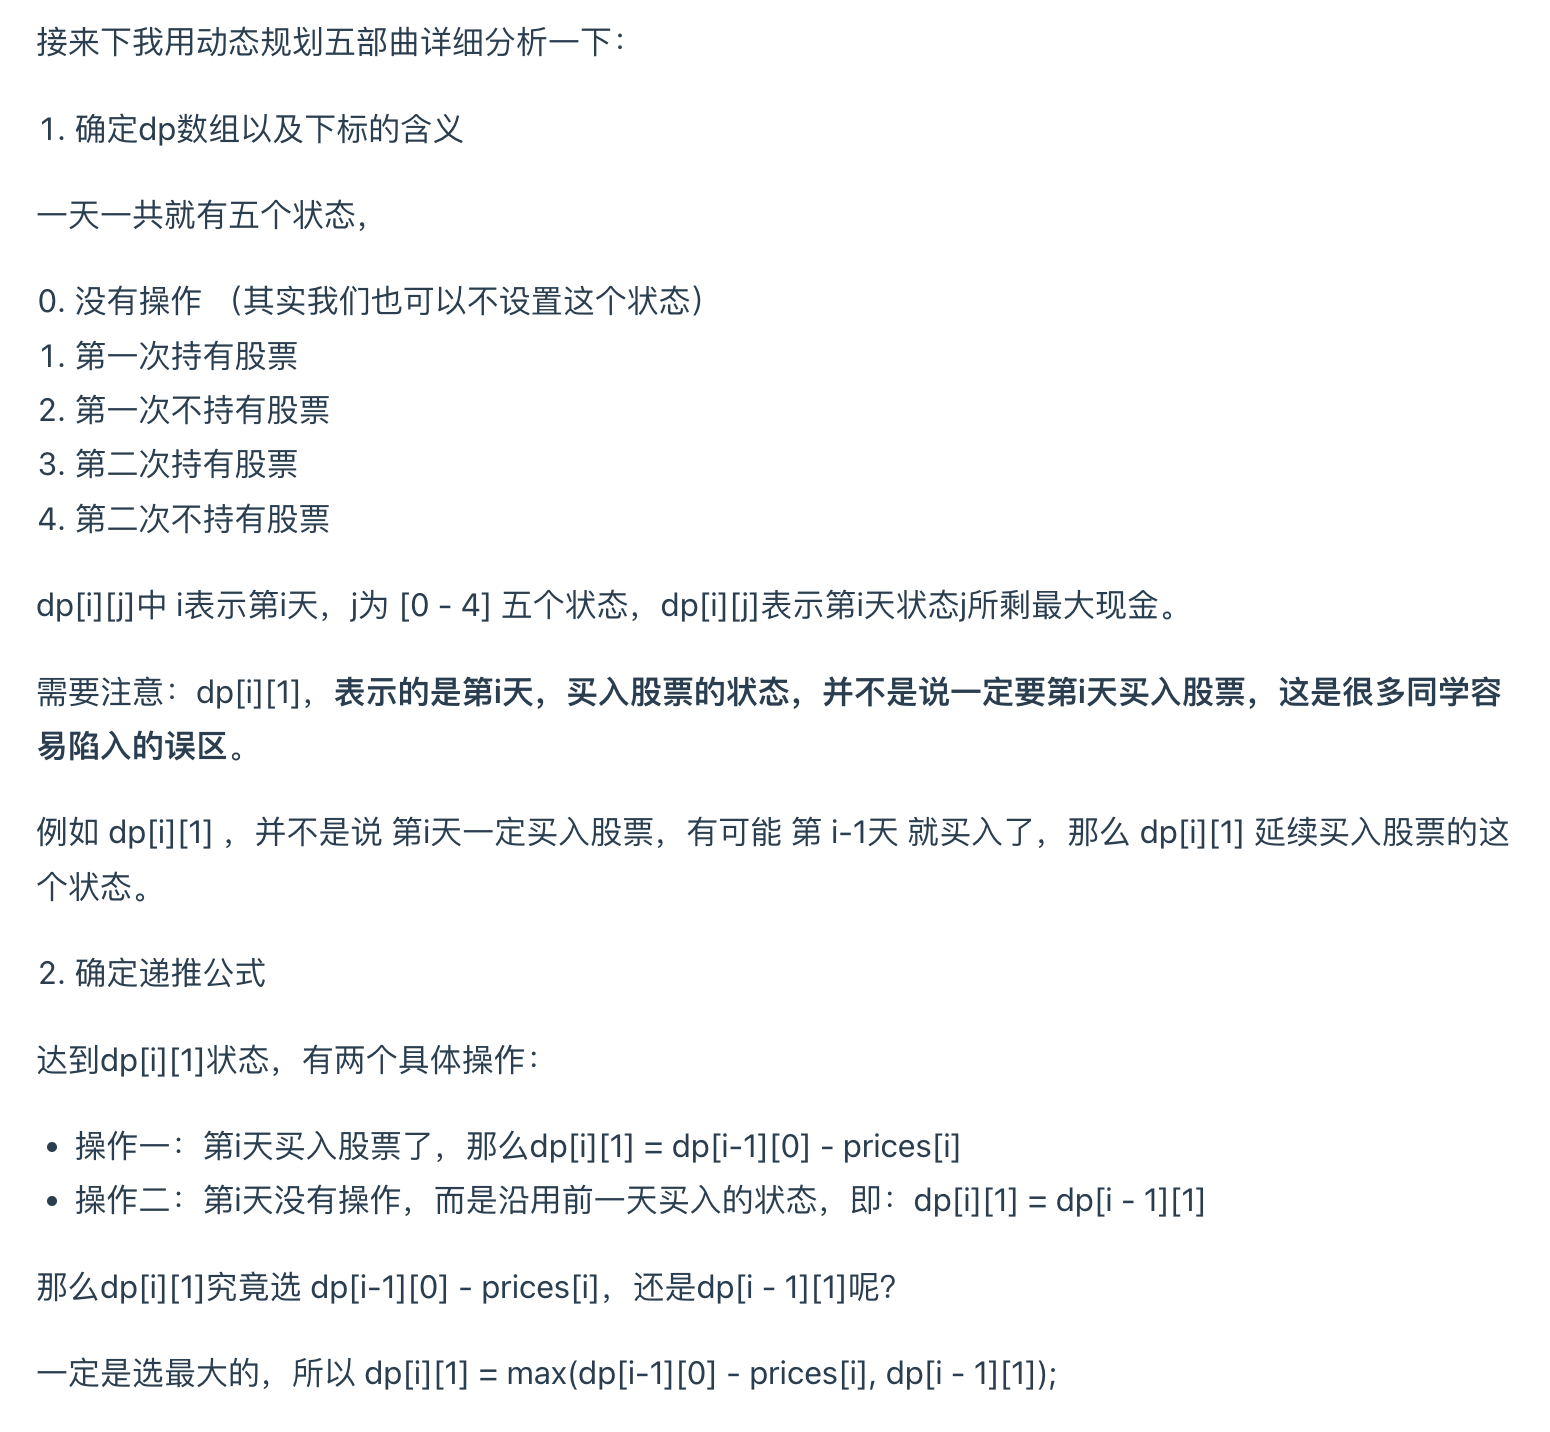 接来下我用动态规划五部曲详细分析一下：
1. 确定dp数组以及下标的含义
一天一共就有五个状态，
0. 没有操作 （其实我们也可以不设置这个状态）
1. 第一次持有股票
2. 第一次不持有股票
3. 第二次持有股票
4. 第二次不持有股票
dp[i][j]中 i表示第i天，j为 [0 - 4] 五个状态，dp[i][j]表示第i天状态j所剩最大现金。
需要注意：dp[i][1]，表示的是第i天，买入股票的状态，并不是说一定要第i天买入股票，这是很多同学容
易陷入的误区。
例如 dp[i][1] ，并不是说 第i天一定买入股票，有可能 第 i-1天 就买入了，那么 dp[i][1] 延续买入股票的这
个状态。
2. 确定递推公式
达到dp[i][1]状态，有两个具体操作：
• 操作一：第i天买入股票了，那么dp[i][1] = dp[i-1][0] - prices[i]
• 操作二：第i天没有操作，而是沿用前一天买入的状态，即：dp[i][1] = dp[i - 1][1]
那么dp[i][1]究竟选 dp[i-1][0] - prices[i]，还是dp[i - 1][1]呢？
一定是选最大的，所以 dp[i][1] = max(dp[i-1][0] - prices[i], dp[i - 1][1]);